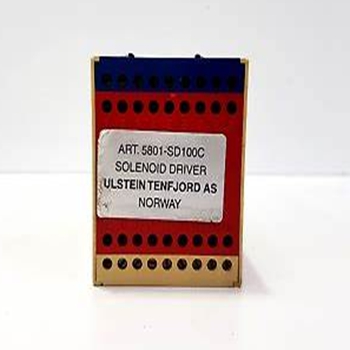 ART. 5801-SD100C
SOLENOID DRIVER
ULSTEIN TENFJORD AS
NORWAY